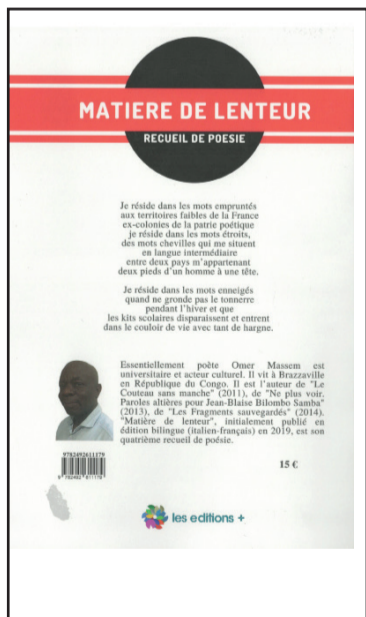 MATIERE DE LENTEUR
RECUEIL DE POESIE
Je réside dans les mots empruntés
aux territoires faibles de la France
ex-colonies de la patrie poétique
je réside dans les mots étroits,
des mots chevilles qui me situent
en langue intermédiaire
entre deux pays m'appartenant
deux pieds d'un homme à une tête.
Je réside dans les mots enneigés
quand ne gronde pas le tonnerre
pendant l'hiver et que
les kits scolaires disparaissent et entrent
dans le couloir de vie avec tant de hargne.
Essentiellement poète Omer Massem est
universitaire et acteur culturel. Il vit à Brazzaville
en République du Congo. Il est l'auteur de "Le
Couteau sans manche" (2011), de "Ne plus voir.
Paroles altières pour Jean-Blaise Bilombo Samba"
(2013), de "Les Fragments sauvegardés" (2014).
"Matière de lenteur", initialement publié en
édition bilingue (italien-français) en 2019, est son
quatrième recueil de poésie.
9782492611179
15 €
9 782492 611179
les editions +